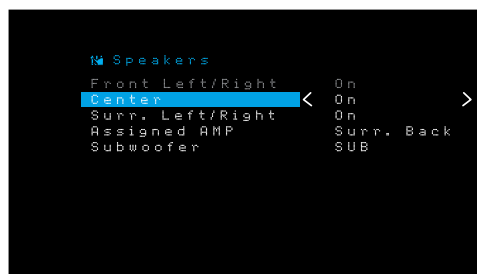 Speakers
Front Left/Right On
Center < On >
Surr. Left/Right On
Assigned AMP Surr. Back
Subwoofer SUB